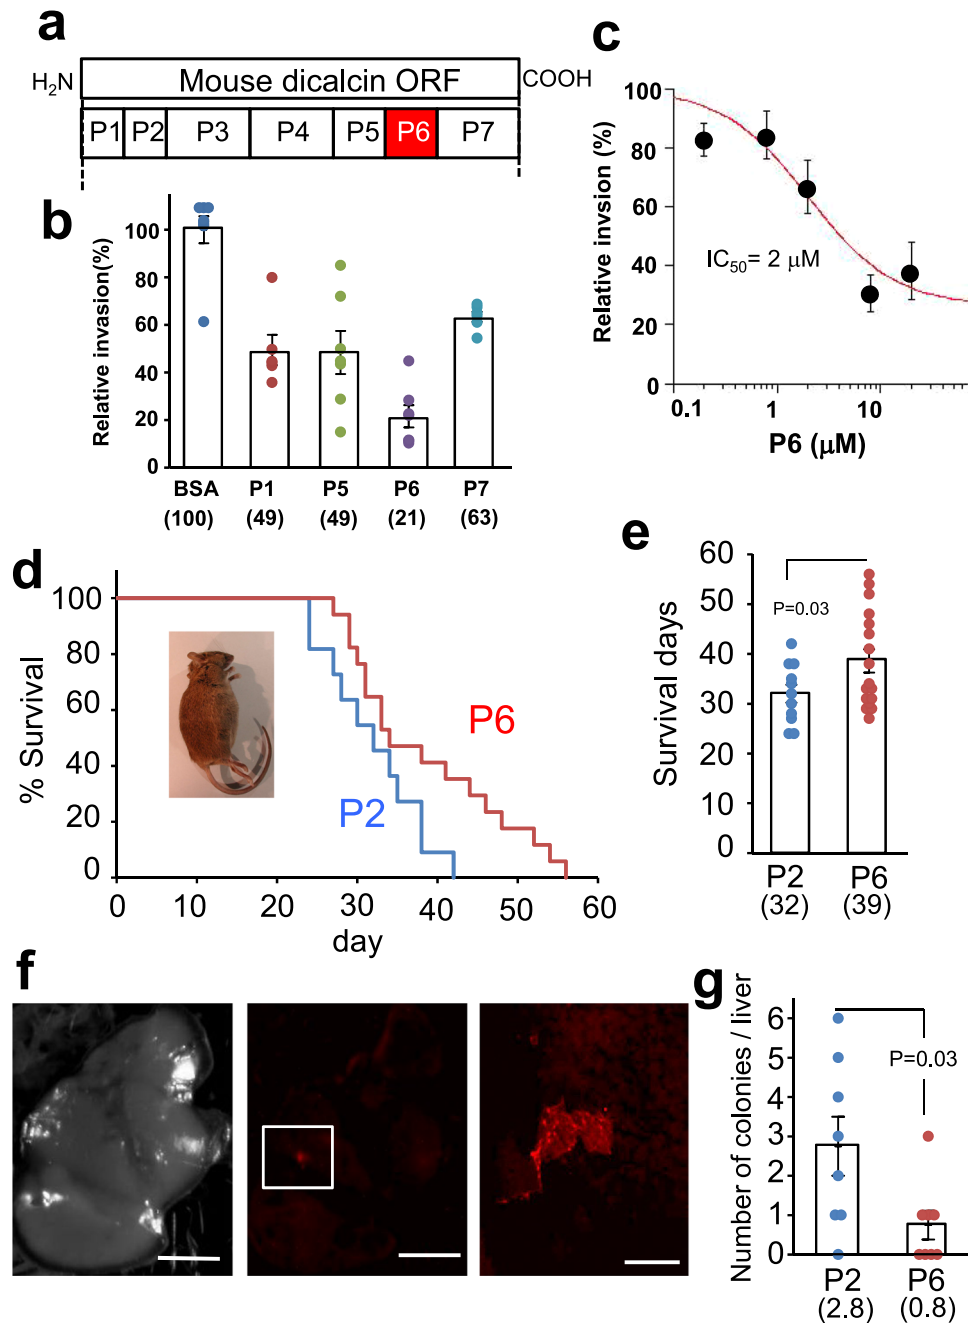 a
H2N
Mouse dicalcin ORF
COOH
P1 P2 P3 P4 P5 P6 P7
b
Relative invasion(%)
100
80
60
40
20
0
BSA P1 P5 P6 P7
(100) (49) (49) (21) (63)
c
Relative invsion (%)
100
80
60
40
20
0
IC50= 2 μM
0.1 1 10
P6 (μM)
d
% Survival
100
80
60
40
20
0
P6
P2
0 10 20 30 40 50 60
day
e
Survival days
60
50
40
30
20
10
0
P=0.03
P2 P6
(32) (39)
f
g
Number of colonies / liver
6
5
4
3
2
1
0
P=0.03
P2 P6
(2.8) (0.8)